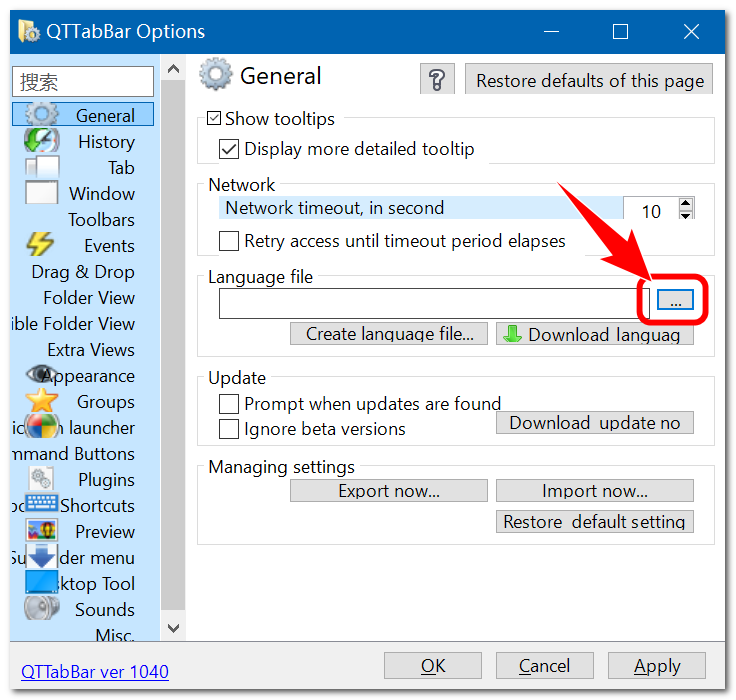 QTTabBar Options
搜索
General
History
Tab
Window
Toolbars
Events
Drag & Drop
Folder View
ible Folder View
Extra Views
Appearance
Groups
launcher
mmand Buttons
Plugins
Shortcuts
Preview
der menu
ktop Tool
Sounds
Misc.
QTTabBar ver 1040
General
?
Restore defaults of this page
Show tooltips
Display more detailed tooltip
Network
Network timeout, in second
10
Retry access until timeout period elapses
Language file
...
Create language file...
Download languag
Update
Prompt when updates are found
Ignore beta versions
Download update no
Managing settings
Export now...
Import now...
Restore default setting
OK
Cancel
Apply